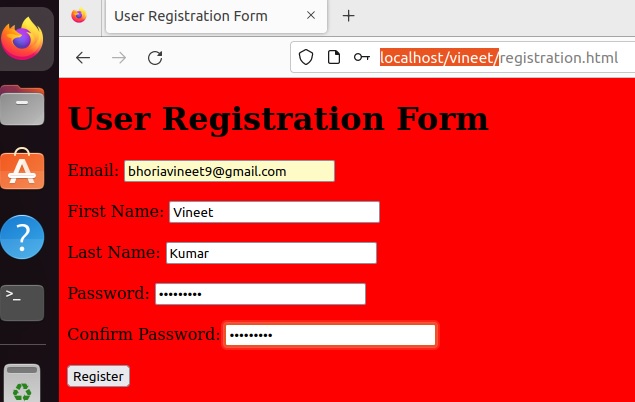 User Registration Form
localhost/vineet/registration.html
User Registration Form
Email: bhoriavineet9@gmail.com
First Name: Vineet
Last Name: Kumar
Password: •••••••••
Confirm Password: •••••••••
Register